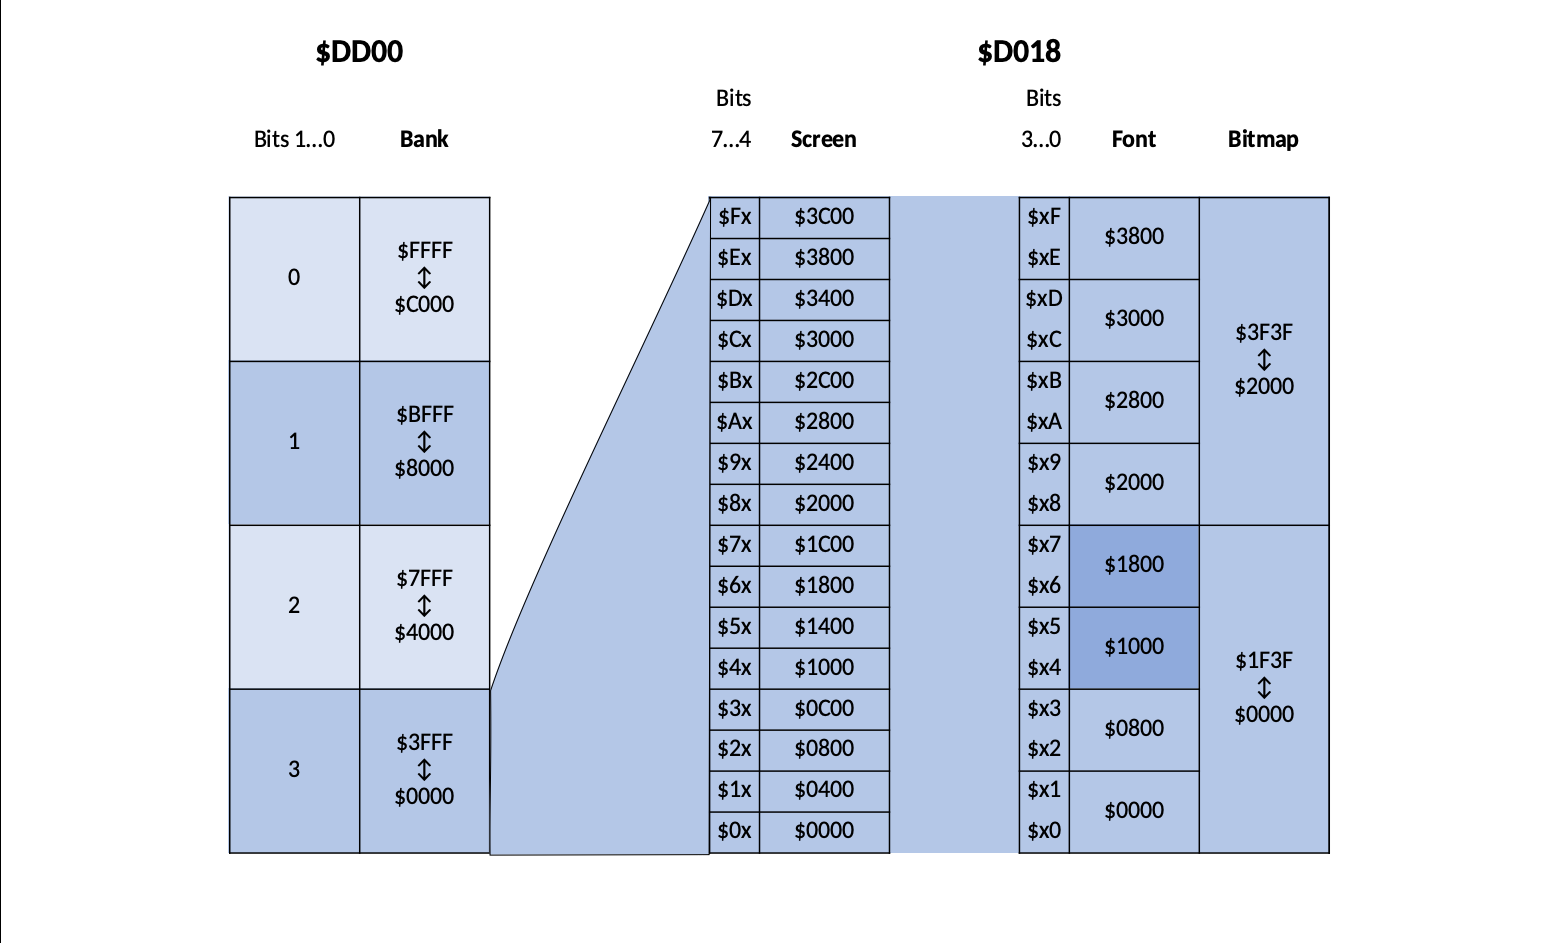 $DD00
$D018
Bits
Bits
Bits 1...0 Bank
7...4 Screen
3...0 Font Bitmap
0
$FFFF
↕
$C000
1
$BFFF
↕
$8000
2
$7FFF
↕
$4000
3
$3FFF
↕
$0000
$Fx $3C00
$Ex $3800
$Dx $3400
$Cx $3000
$Bx $2C00
$Ax $2800
$9x $2400
$8x $2000
$7x $1C00
$6x $1800
$5x $1400
$4x $1000
$3x $0C00
$2x $0800
$1x $0400
$0x $0000
$xF
$3800
$xE
$xD
$3000
$xC
$xB
$2800
$xA
$x9
$2000
$x8
$x7
$1800
$x6
$x5
$1000
$x4
$x3
$0800
$x2
$x1
$0000
$x0
$3F3F
↕
$2000
$1F3F
↕
$0000